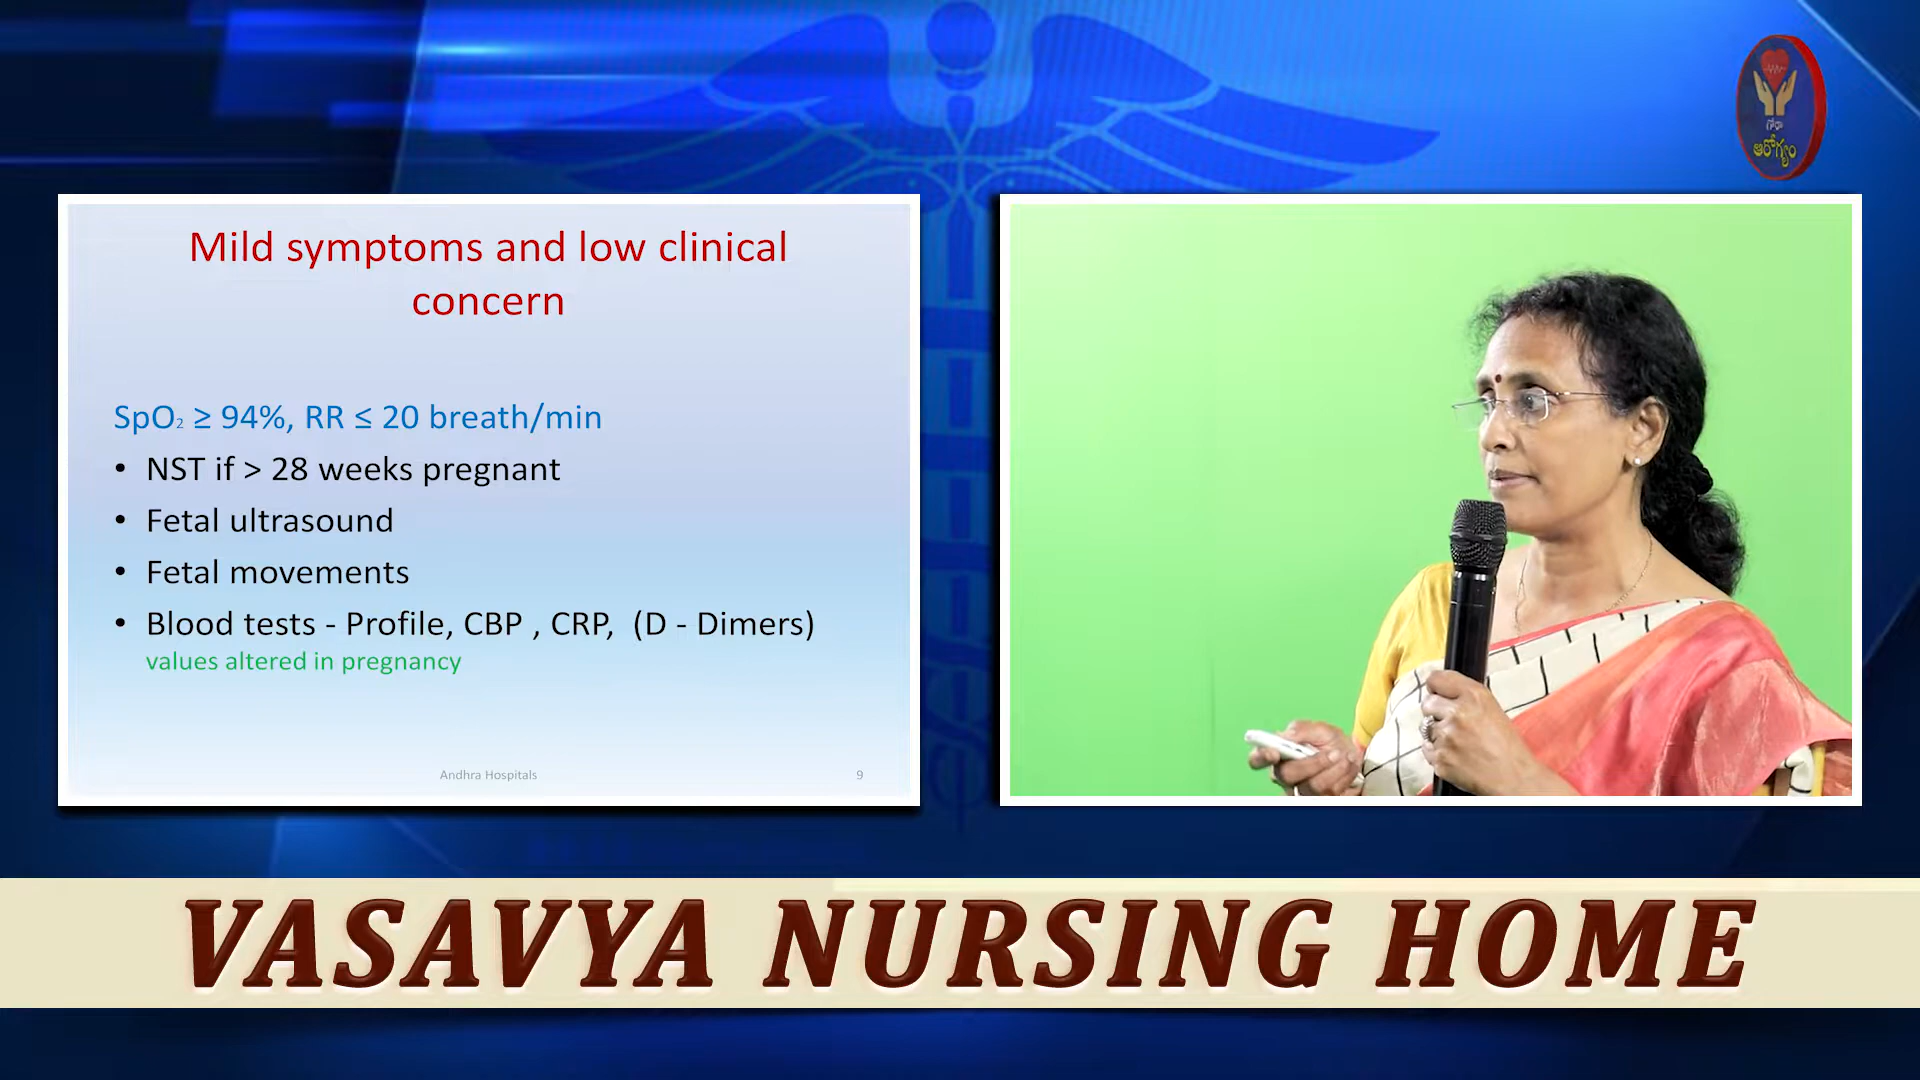 గోరా
ఆరోగ్యం
Mild symptoms and low clinical
concern
SpO₂ ≥ 94%, RR ≤ 20 breath/min
• NST if > 28 weeks pregnant
• Fetal ultrasound
• Fetal movements
• Blood tests - Profile, CBP , CRP, (D - Dimers)
values altered in pregnancy
Andhra Hospitals 9
VASAVYA NURSING HOME